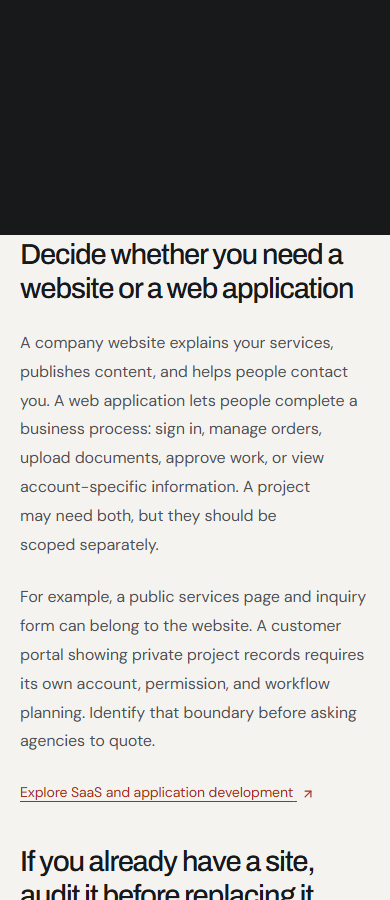 Decide whether you need a
website or a web application
A company website explains your services,
publishes content, and helps people contact
you. A web application lets people complete a
business process: sign in, manage orders,
upload documents, approve work, or view
account-specific information. A project
may need both, but they should be
scoped separately.
For example, a public services page and inquiry
form can belong to the website. A customer
portal showing private project records requires
its own account, permission, and workflow
planning. Identify that boundary before asking
agencies to quote.
Explore SaaS and application development ↗
If you already have a site,
audit it before replacing it